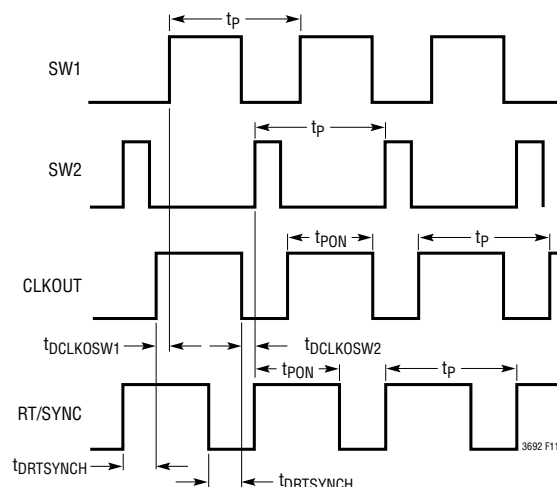 tP
SW1
tP
SW2
tPON
tP
CLKOUT
tDCLKOSW1
tDCLKOSW2
tPON
tP
RT/SYNC
3692 F11
tDRTSYNCH
tDRTSYNCH